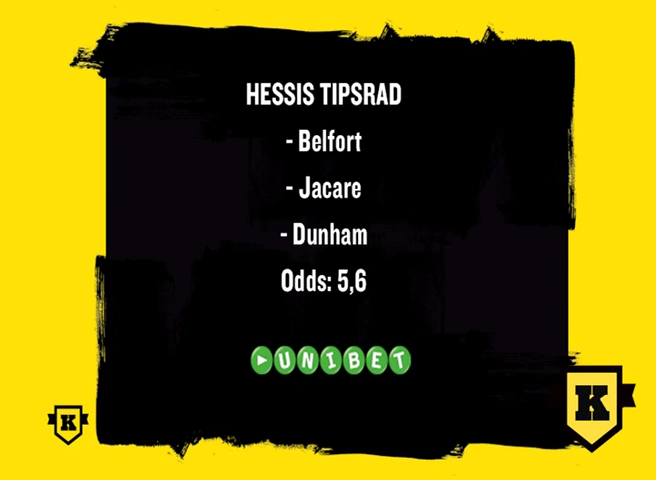 HESSIS TIPSRAD
- Belfort
- Jacare
- Dunham
Odds: 5,6
UNIBET
K
K